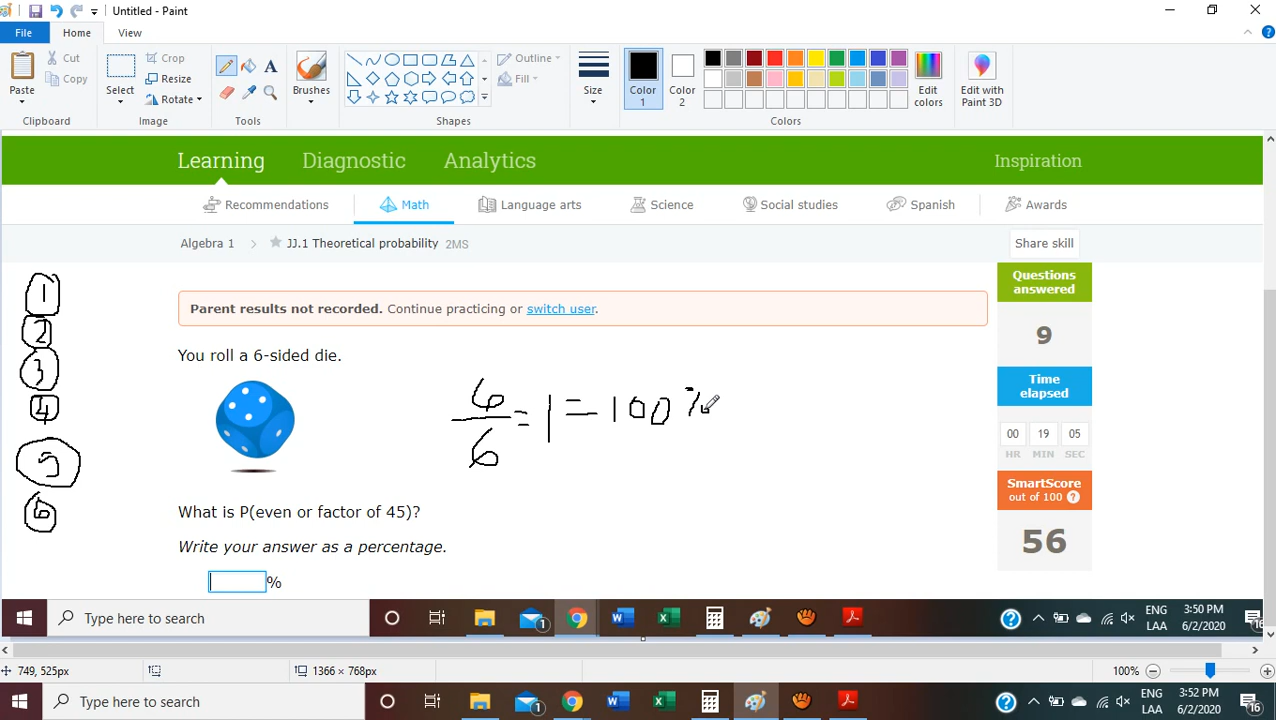 Untitled - Paint
File
Home
View
Paste
Cut
Copy
Clipboard
Select
Crop
Resize
Rotate
Image
A
Tools
Brushes
Outline
Fill
Shapes
Size
Color 1
Color 2
Edit colors
Edit with Paint 3D
Colors
Learning
Diagnostic
Analytics
Inspiration
Recommendations
Math
Language arts
Science
Social studies
Spanish
Awards
Algebra 1 > JJ.1 Theoretical probability 2MS
Share skill
Parent results not recorded. Continue practicing or switch user.
You roll a 6-sided die.
1
2
3
4
5
6
6/6 = 1 = 100 %
What is P(even or factor of 45)?
Write your answer as a percentage.
%
Questions answered
9
Time elapsed
00 19 05
HR MIN SEC
SmartScore
out of 100 ?
56
Type here to search
1
ENG
LAA
3:50 PM
6/2/2020
16
749, 525px
1366 × 768px
100%
Type here to search
1
ENG
LAA
3:52 PM
6/2/2020
16